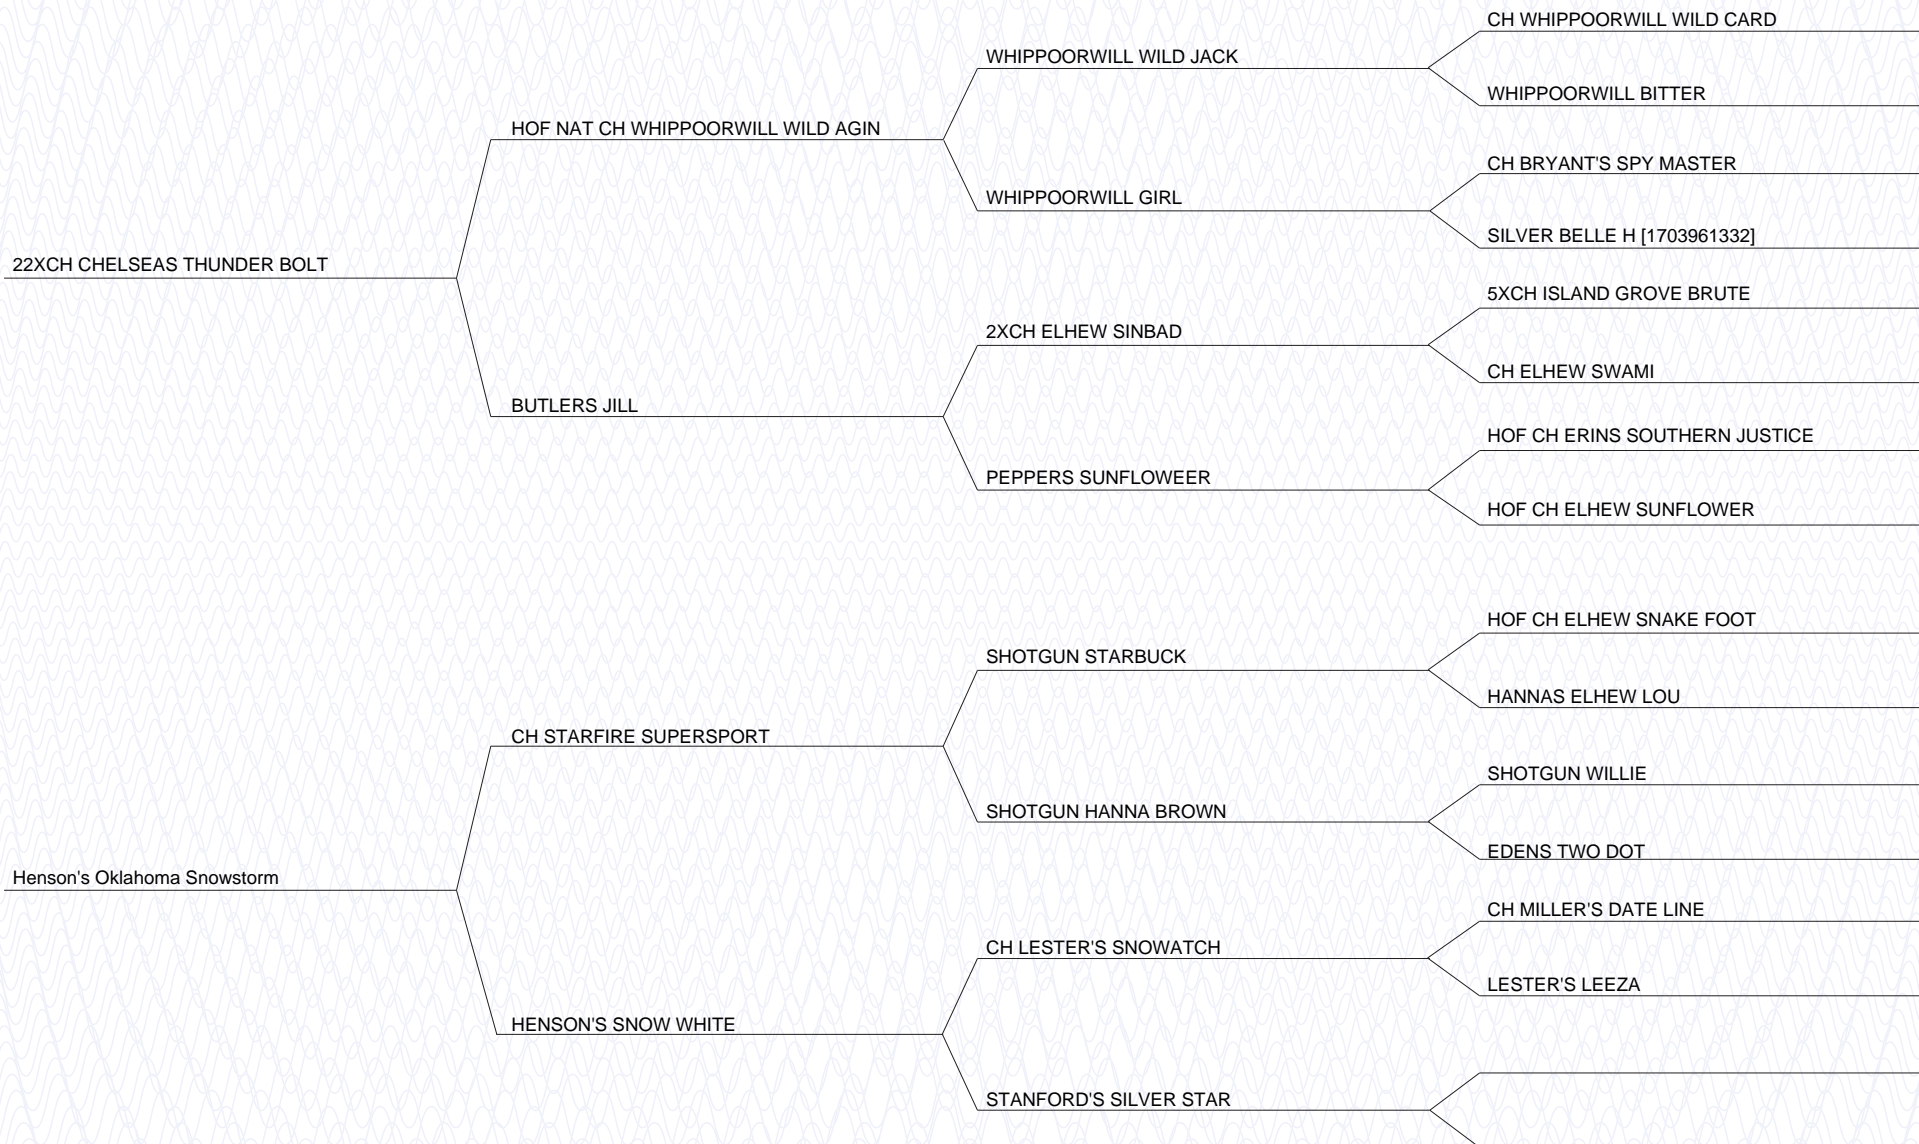 CH WHIPPOORWILL WILD CARD
WHIPPOORWILL WILD JACK
WHIPPOORWILL BITTER
HOF NAT CH WHIPPOORWILL WILD AGIN
CH BRYANT'S SPY MASTER
WHIPPOORWILL GIRL
SILVER BELLE H [1703961332]
22XCH CHELSEAS THUNDER BOLT
5XCH ISLAND GROVE BRUTE
2XCH ELHEW SINBAD
CH ELHEW SWAMI
BUTLERS JILL
HOF CH ERINS SOUTHERN JUSTICE
PEPPERS SUNFLOWEER
HOF CH ELHEW SUNFLOWER
HOF CH ELHEW SNAKE FOOT
SHOTGUN STARBUCK
HANNAS ELHEW LOU
CH STARFIRE SUPERSPORT
SHOTGUN WILLIE
SHOTGUN HANNA BROWN
EDENS TWO DOT
Henson's Oklahoma Snowstorm
CH MILLER'S DATE LINE
CH LESTER'S SNOWATCH
LESTER'S LEEZA
HENSON'S SNOW WHITE
STANFORD'S SILVER STAR